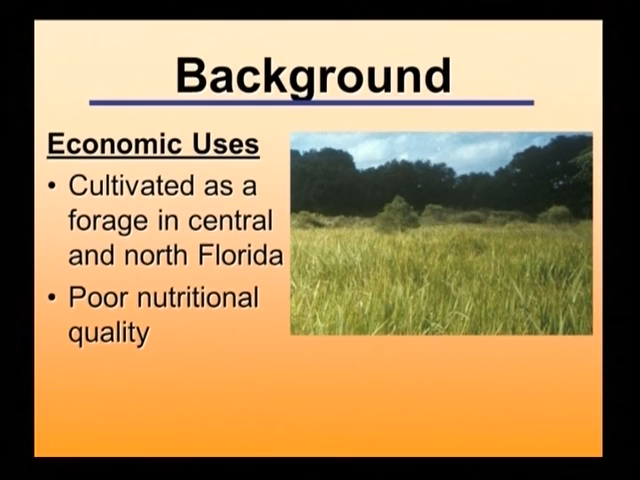 Background
Economic Uses
• Cultivated as a
forage in central
and north Florida
• Poor nutritional
quality